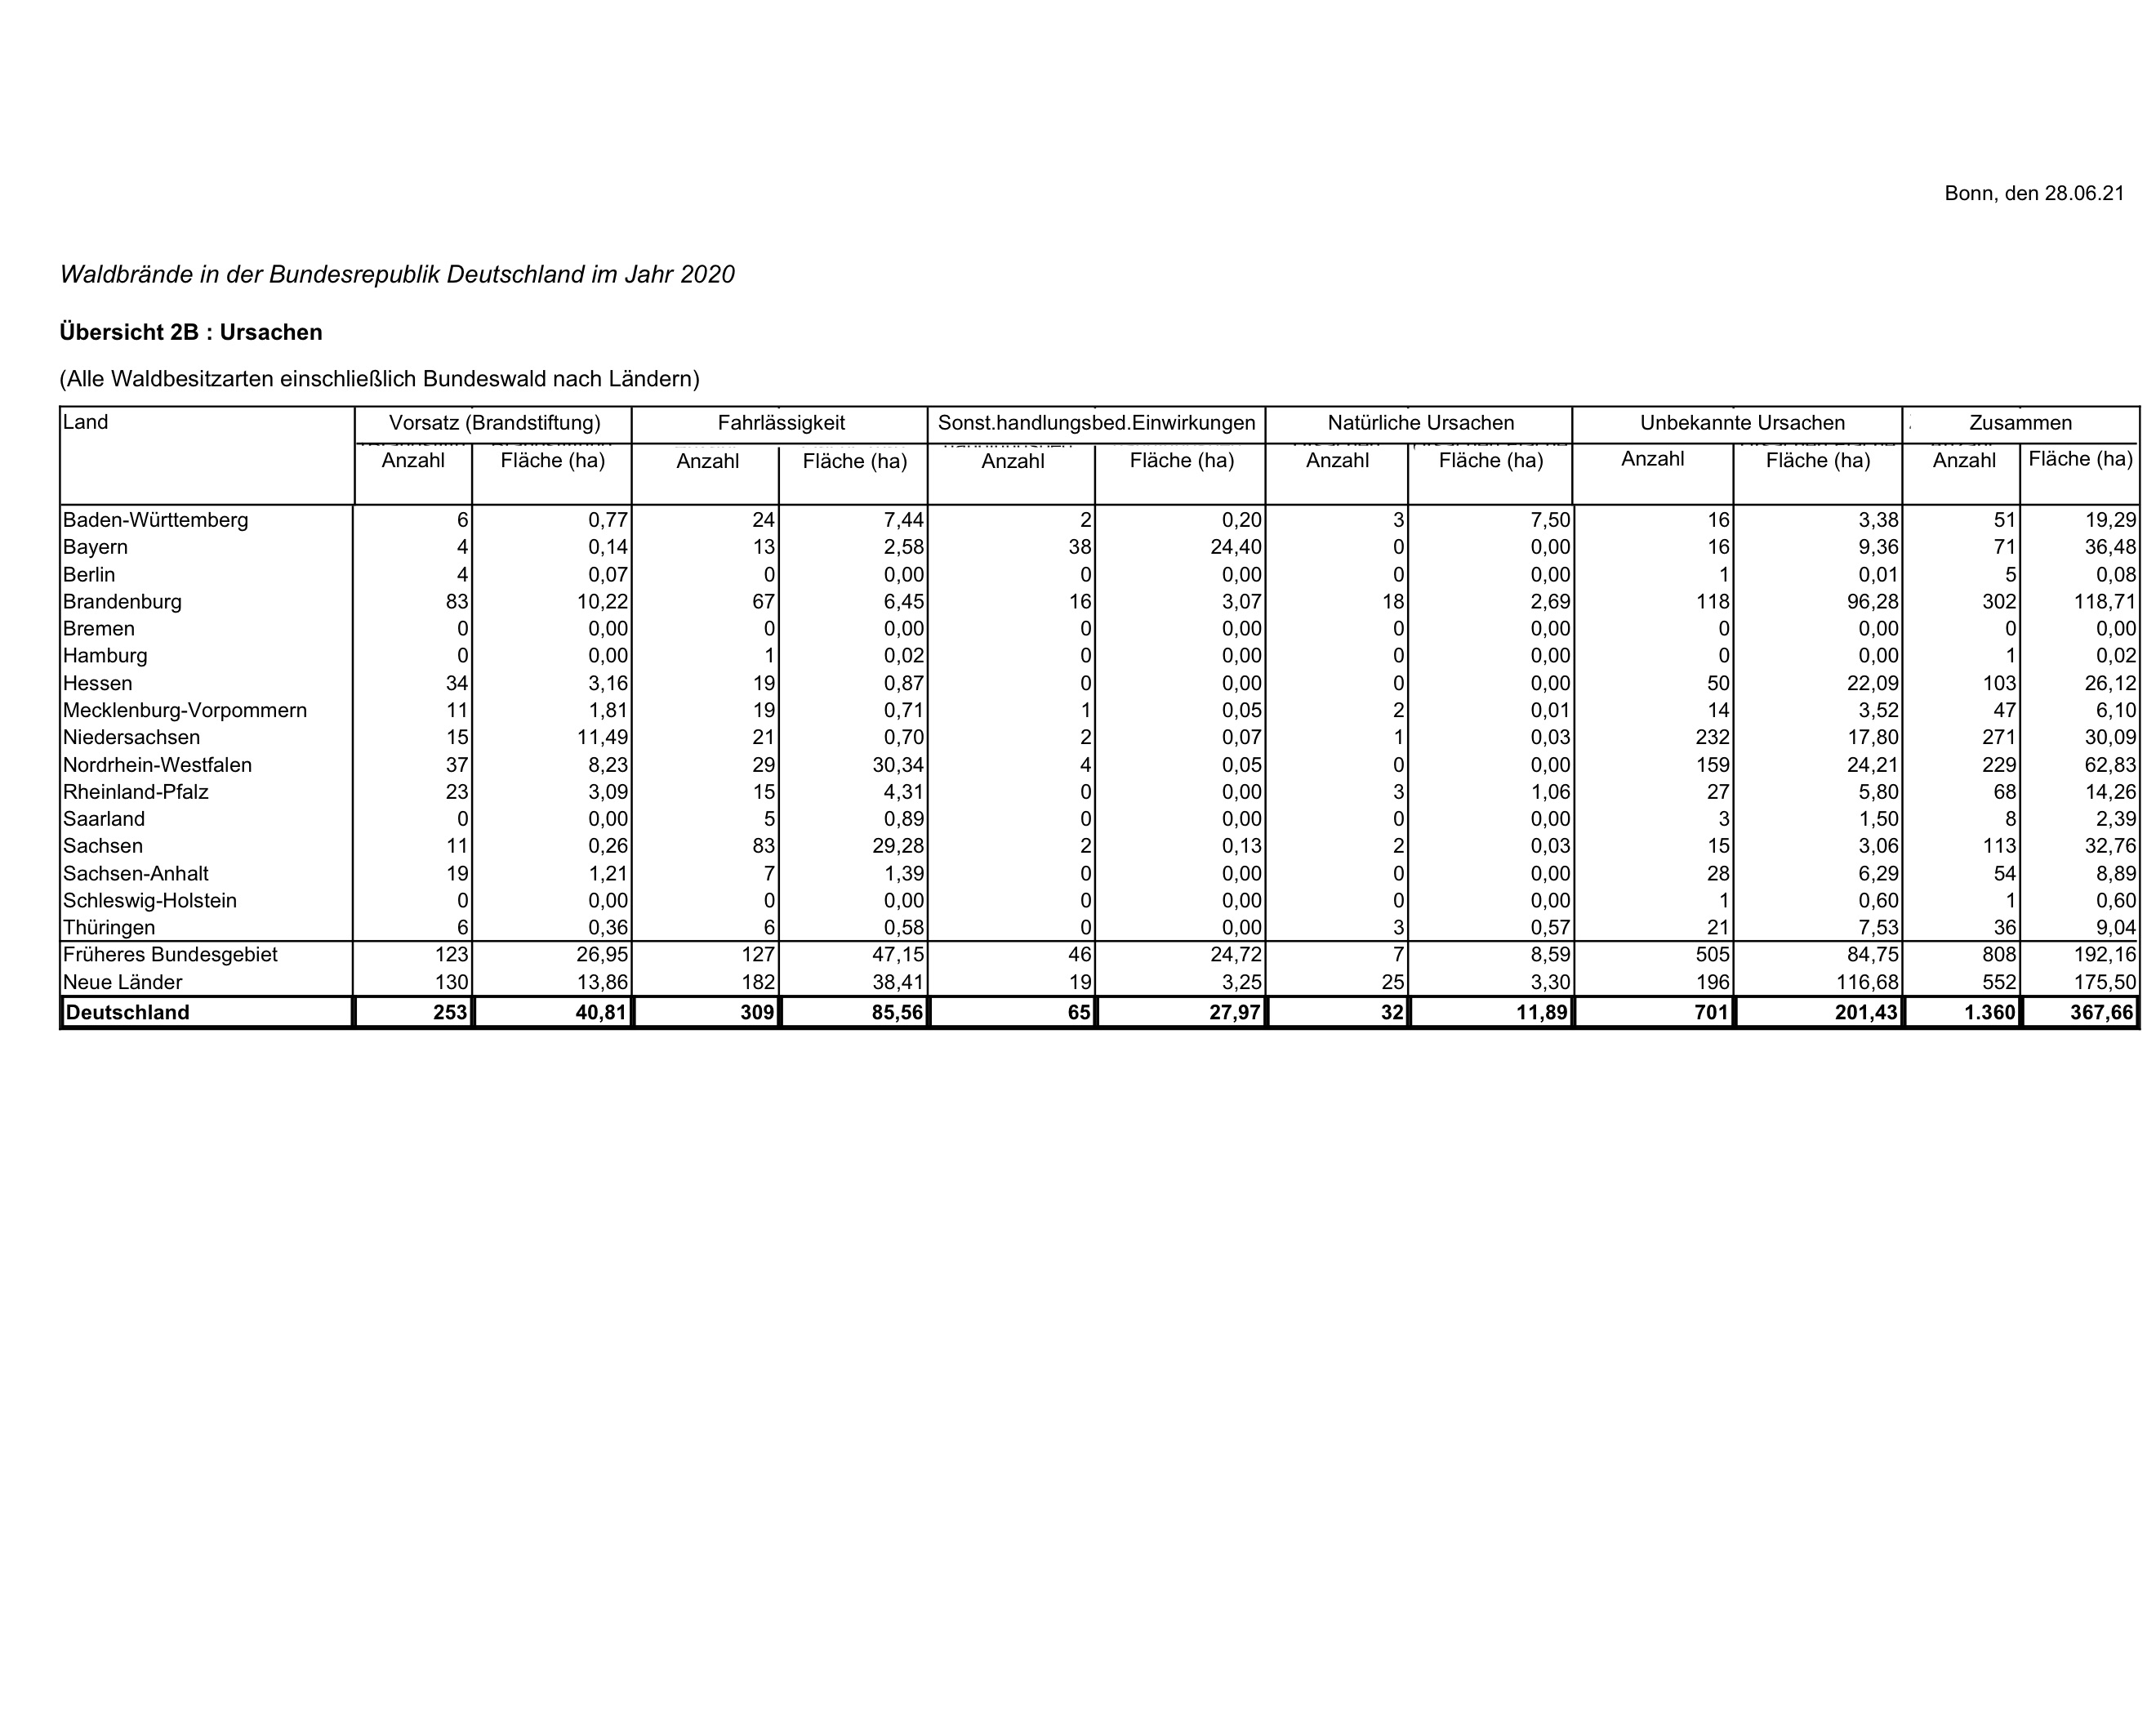 Bonn, den 28.06.21
Waldbrände in der Bundesrepublik Deutschland im Jahr 2020
Übersicht 2B : Ursachen
(Alle Waldbesitzarten einschließlich Bundeswald nach Ländern)
Land Vorsatz (Brandstiftung) Fahrlässigkeit Sonst.handlungsbed.Einwirkungen Natürliche Ursachen Unbekannte Ursachen Zusammen
Anzahl Fläche (ha) Anzahl Fläche (ha) Anzahl Fläche (ha) Anzahl Fläche (ha) Anzahl Fläche (ha) Anzahl Fläche (ha)
Baden-Württemberg 6 0,77 24 7,44 2 0,20 3 7,50 16 3,38 51 19,29
Bayern 4 0,14 13 2,58 38 24,40 0 0,00 16 9,36 71 36,48
Berlin 4 0,07 0 0,00 0 0,00 0 0,00 1 0,01 5 0,08
Brandenburg 83 10,22 67 6,45 16 3,07 18 2,69 118 96,28 302 118,71
Bremen 0 0,00 0 0,00 0 0,00 0 0,00 0 0,00 0 0,00
Hamburg 0 0,00 1 0,02 0 0,00 0 0,00 0 0,00 1 0,02
Hessen 34 3,16 19 0,87 0 0,00 0 0,00 50 22,09 103 26,12
Mecklenburg-Vorpommern 11 1,81 19 0,71 1 0,05 2 0,01 14 3,52 47 6,10
Niedersachsen 15 11,49 21 0,70 2 0,07 1 0,03 232 17,80 271 30,09
Nordrhein-Westfalen 37 8,23 29 30,34 4 0,05 0 0,00 159 24,21 229 62,83
Rheinland-Pfalz 23 3,09 15 4,31 0 0,00 3 1,06 27 5,80 68 14,26
Saarland 0 0,00 5 0,89 0 0,00 0 0,00 3 1,50 8 2,39
Sachsen 11 0,26 83 29,28 2 0,13 2 0,03 15 3,06 113 32,76
Sachsen-Anhalt 19 1,21 7 1,39 0 0,00 0 0,00 28 6,29 54 8,89
Schleswig-Holstein 0 0,00 0 0,00 0 0,00 0 0,00 1 0,60 1 0,60
Thüringen 6 0,36 6 0,58 0 0,00 3 0,57 21 7,53 36 9,04
Früheres Bundesgebiet 123 26,95 127 47,15 46 24,72 7 8,59 505 84,75 808 192,16
Neue Länder 130 13,86 182 38,41 19 3,25 25 3,30 196 116,68 552 175,50
Deutschland 253 40,81 309 85,56 65 27,97 32 11,89 701 201,43 1.360 367,66